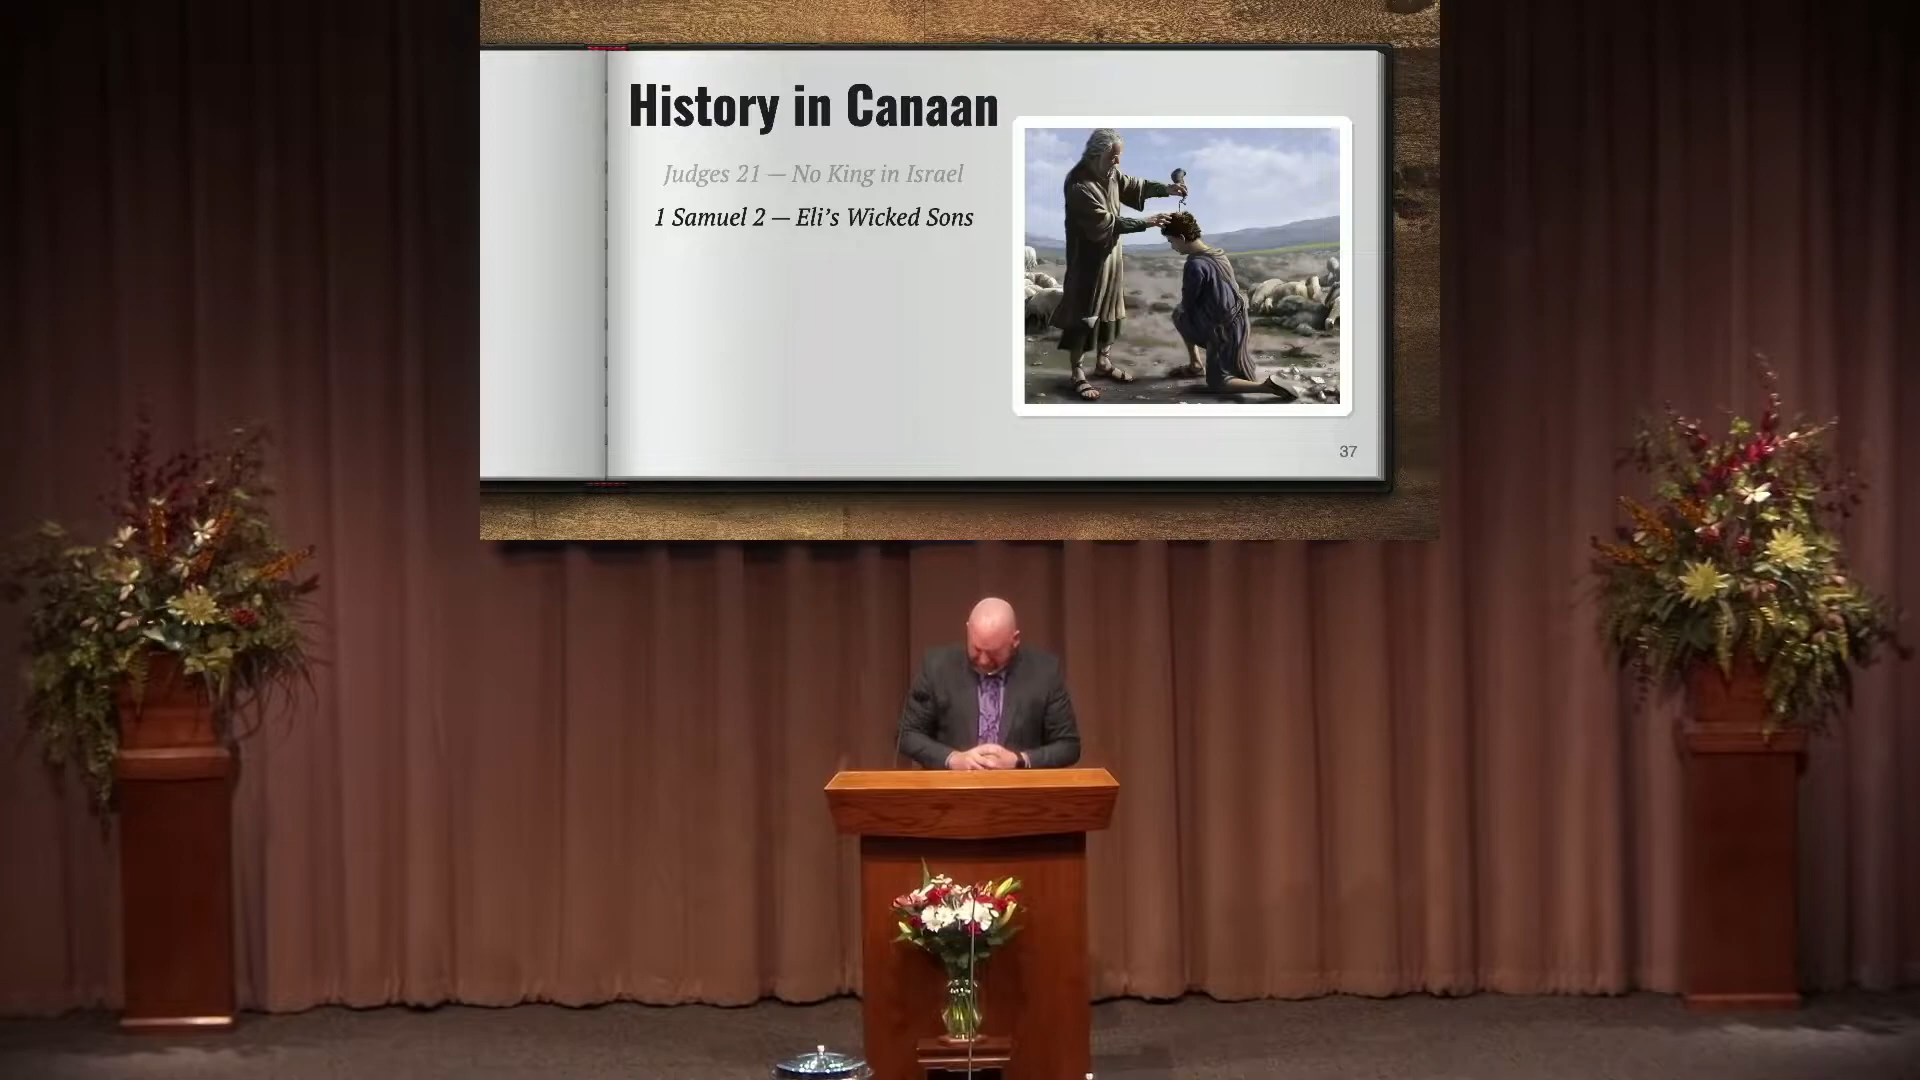 History in Canaan
Judges 21 — No King in Israel
1 Samuel 2 — Eli's Wicked Sons
37